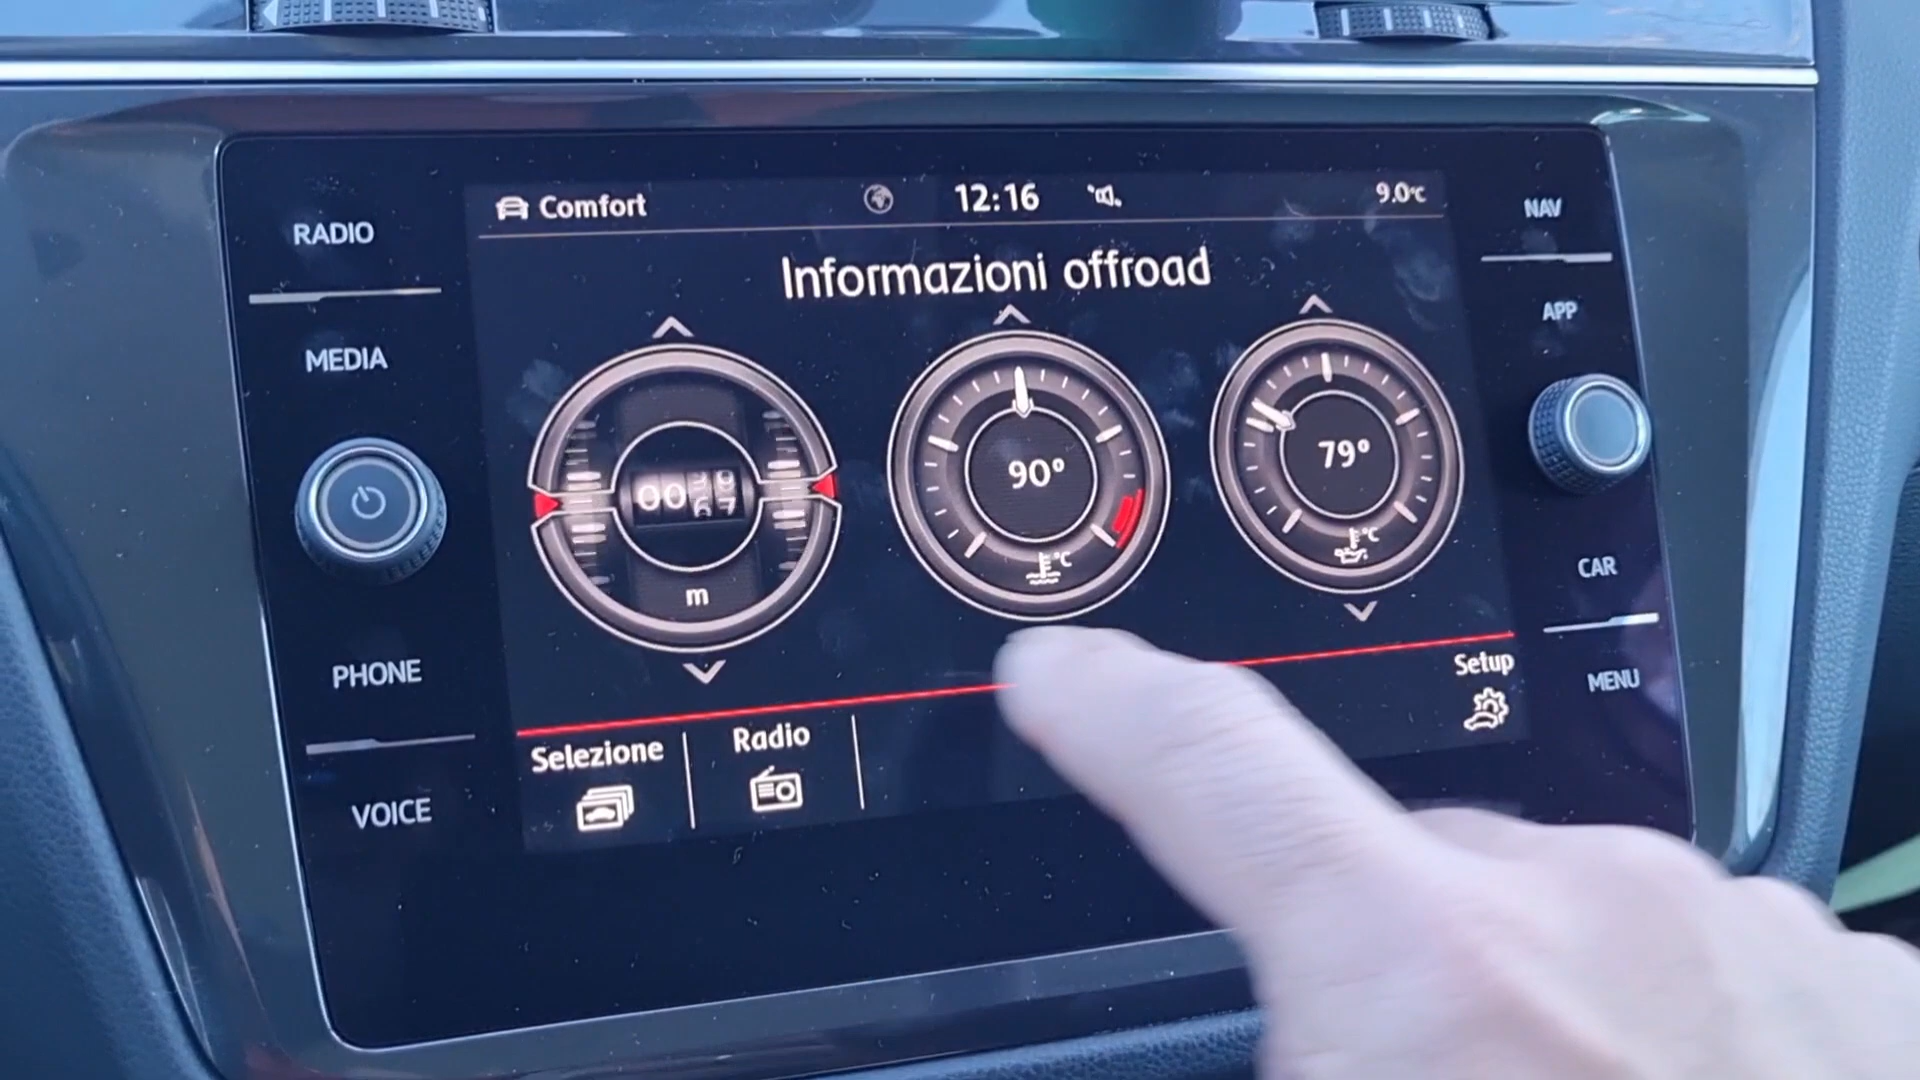 RADIO
MEDIA
PHONE
VOICE
Comfort
12:16
9.0°C
Informazioni offroad
m
90°
°C
79°
°C
Selezione
Radio
Setup
NAV
APP
CAR
MENU